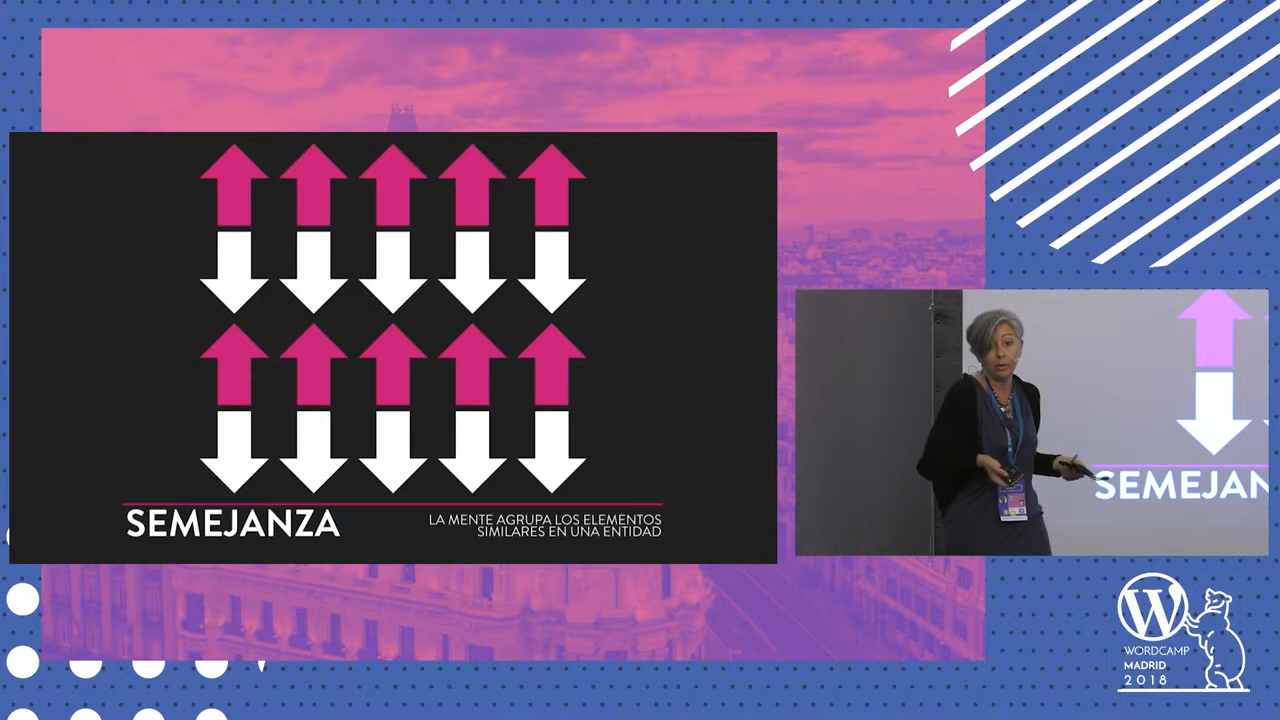 SEMEJANZA
LA MENTE AGRUPA LOS ELEMENTOS
SIMILARES EN UNA ENTIDAD
SEMEJAN
WORDCAMP
MADRID
2018